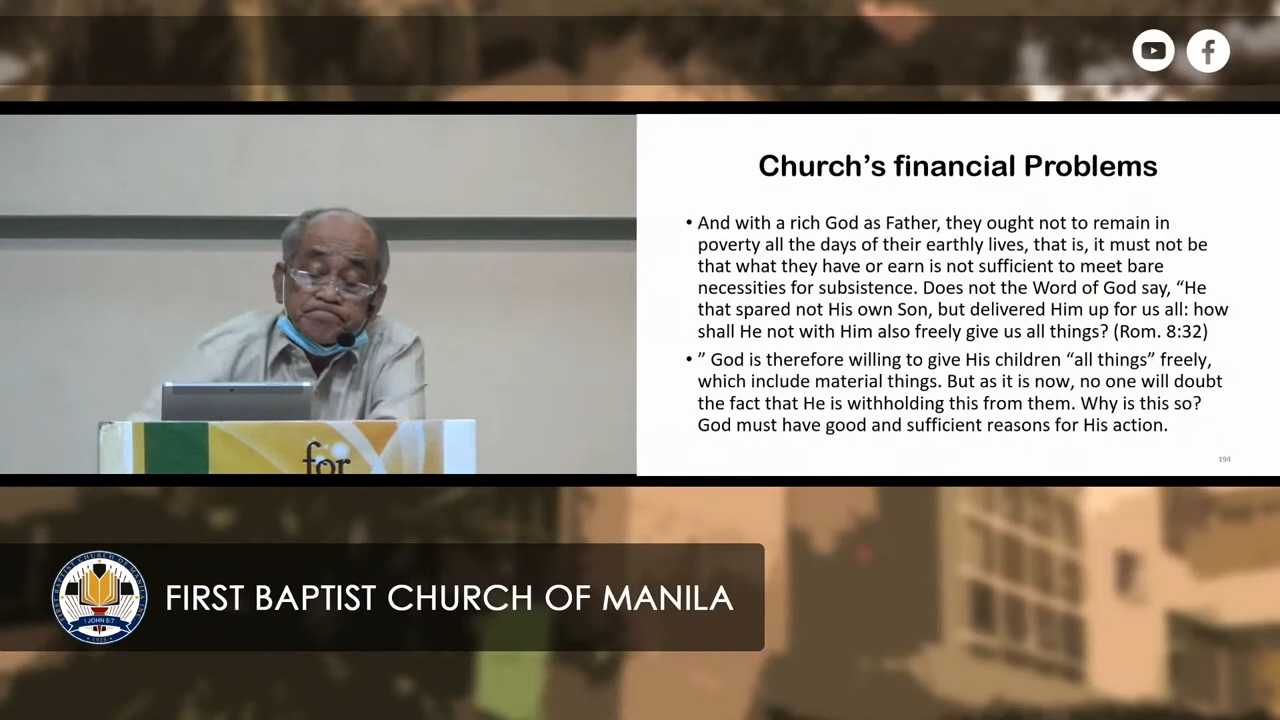 Church’s financial Problems
• And with a rich God as Father, they ought not to remain in
poverty all the days of their earthly lives, that is, it must not be
that what they have or earn is not sufficient to meet bare
necessities for subsistence. Does not the Word of God say, “He
that spared not His own Son, but delivered Him up for us all: how
shall He not with Him also freely give us all things? (Rom. 8:32)
• ” God is therefore willing to give His children “all things” freely,
which include material things. But as it is now, no one will doubt
the fact that He is withholding this from them. Why is this so?
God must have good and sufficient reasons for His action.
194
for
FIRST BAPTIST CHURCH OF MANILA